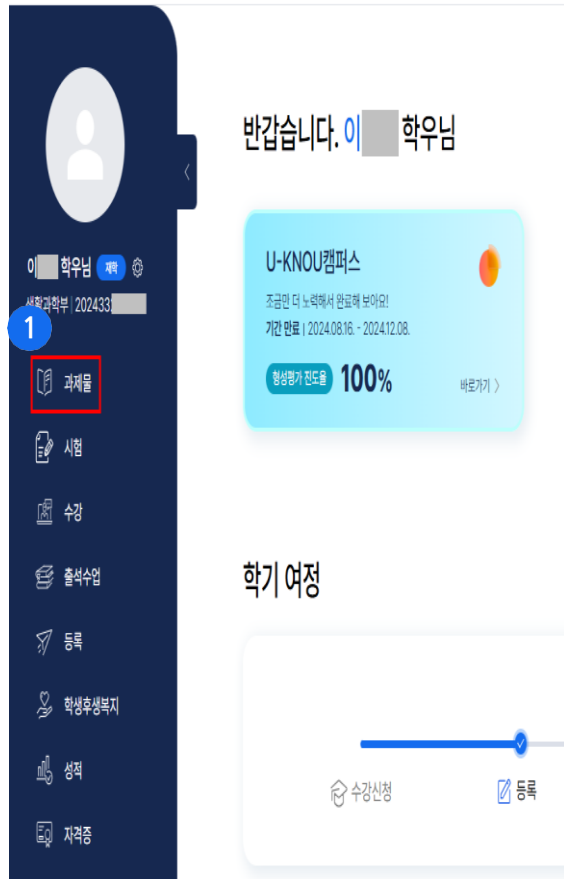 이 학우님 재학
생활과학부 | 202433
1
과제물
시험
수강
출석수업
등록
학생후생복지
성적
자격증
반갑습니다. 이 학우님
U-KNOU캠퍼스
조금만 더 노력해서 완료해 보아요!
기간 만료 | 2024.08.16. - 2024.12.08.
형성평가 진도율 100%
바로가기 〉
학기 여정
수강신청
등록